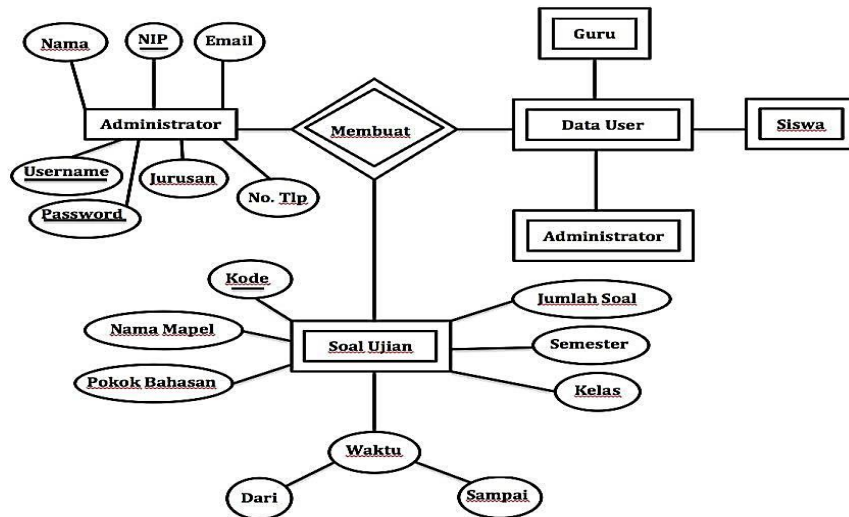 Nama
NIP
Email
Guru
Administrator
Membuat
Data User
Siswa
Username
Jurusan
No. Tlp
Password
Administrator
Kode
Jumlah Soal
Nama Mapel
Soal Ujian
Semester
Pokok Bahasan
Kelas
Waktu
Dari
Sampai